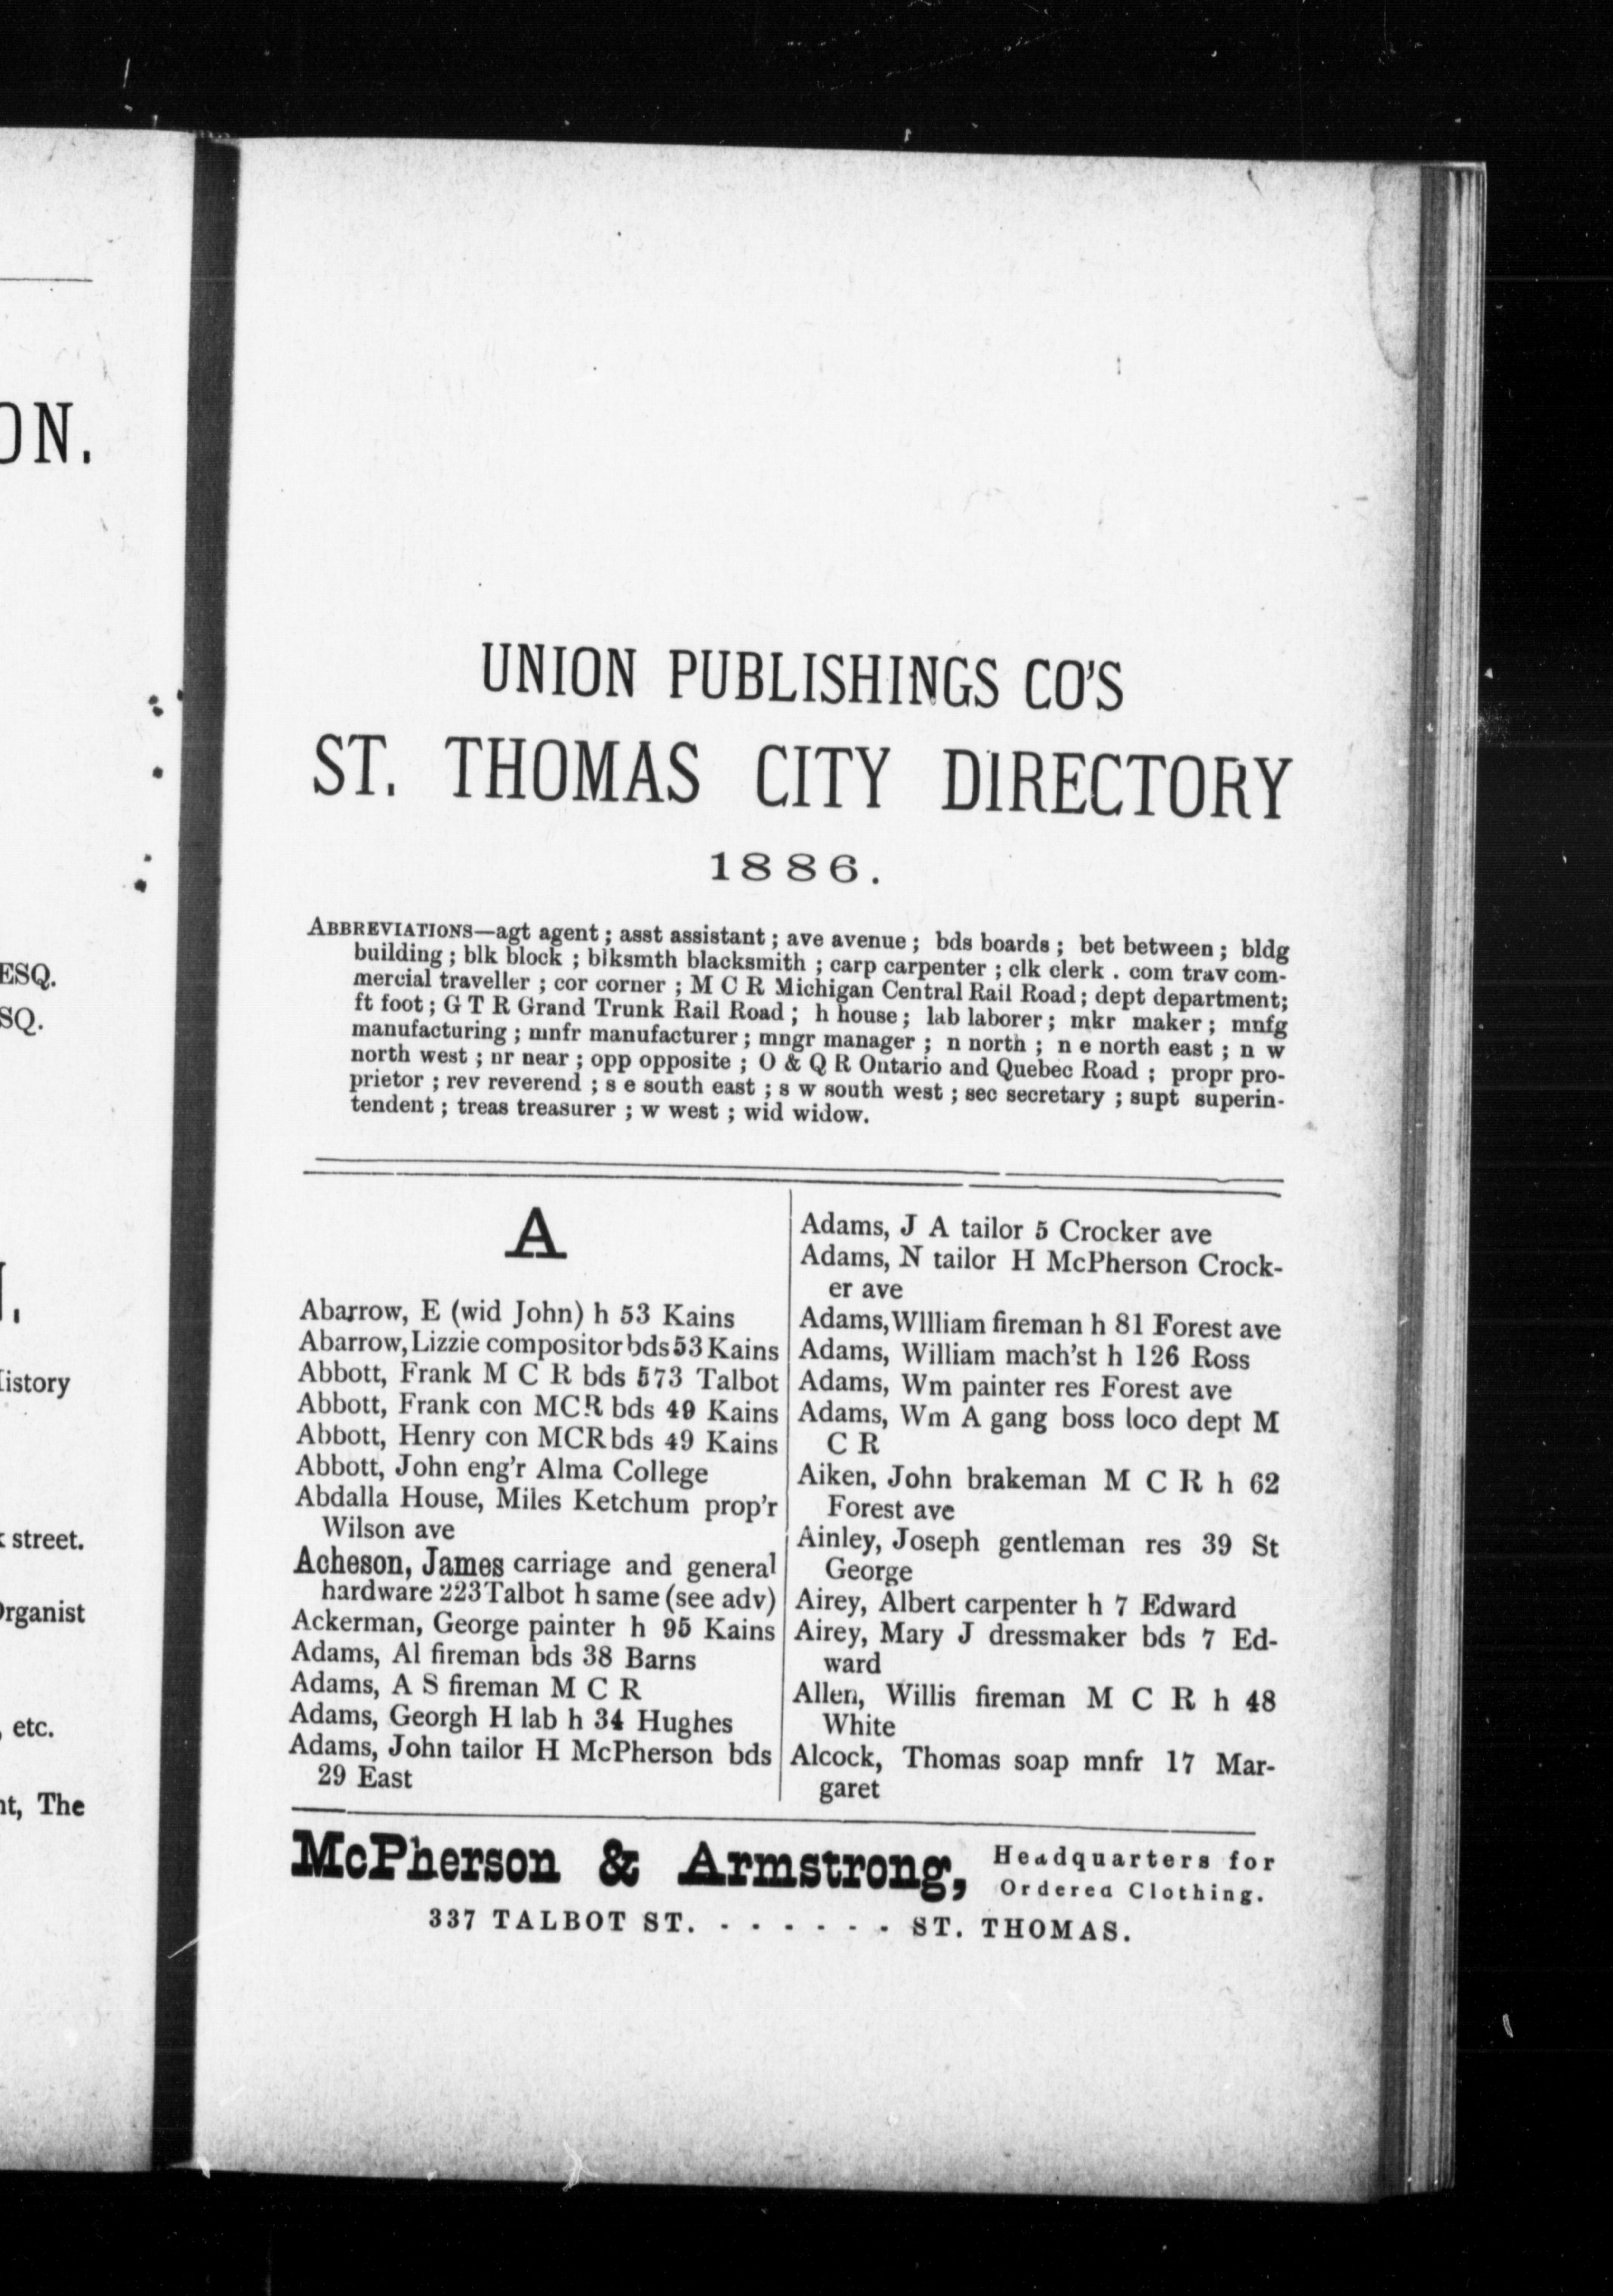 ON.
ESQ.
SQ.
street.
etc.
The
UNION PUBLISHINGS CO'S
ST. THOMAS CITY DIRECTORY
1886.
ABBREVIATIONS—agt agent ; asst assistant ; ave avenue ; bds boards ; bet between ; bldg
building ; blk block ; blksmth blacksmith ; carp carpenter ; clk clerk . com trav com-
mercial traveller ; cor corner ; M C R Michigan Central Rail Road ; dept department;
ft foot ; G T R Grand Trunk Rail Road ; h house ; lab laborer ; mkr maker ; mnfg
manufacturing ; mnfr manufacturer ; mngr manager ; n north ; n e north east ; n w
north west ; nr near ; opp opposite ; O & Q R Ontario and Quebec Road ; propr pro-
prietor ; rev reverend ; s e south east ; s w south west ; sec secretary ; supt superin-
tendent ; treas treasurer ; w west ; wid widow.
A
Abarrow, E (wid John) h 53 Kains
Abarrow, Lizzie compositor bds 53 Kains
Abbott, Frank M C R bds 573 Talbot
Abbott, Frank con MCR bds 49 Kains
Abbott, Henry con MCR bds 49 Kains
Abbott, John eng'r Alma College
Abdalla House, Miles Ketchum prop'r
Wilson ave
Acheson, James carriage and general
hardware 223 Talbot h same (see adv)
Ackerman, George painter h 95 Kains
Adams, Al fireman bds 38 Barns
Adams, A S fireman M C R
Adams, Georgh H lab h 34 Hughes
Adams, John tailor H McPherson bds
29 East
Adams, J A tailor 5 Crocker ave
Adams, N tailor H McPherson Crock-
er ave
Adams, WIlliam fireman h 81 Forest ave
Adams, William mach'st h 126 Ross
Adams, Wm painter res Forest ave
Adams, Wm A gang boss loco dept M
C R
Aiken, John brakeman M C R h 62
Forest ave
Ainley, Joseph gentleman res 39 St
George
Airey, Albert carpenter h 7 Edward
Airey, Mary J dressmaker bds 7 Ed-
ward
Allen, Willis fireman M C R h 48
White
Alcock, Thomas soap mnfr 17 Mar-
garet
McPherson & Armstrong, Headquarters for
Ordered Clothing.
337 TALBOT ST. - - - - - - ST. THOMAS.